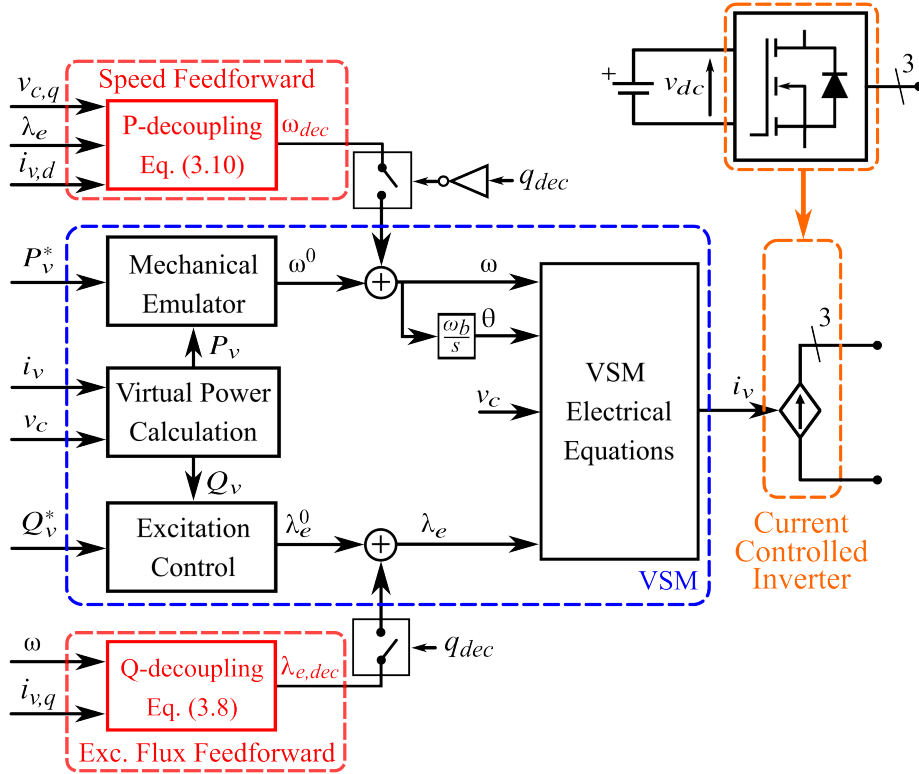 Speed Feedforward
v_{c,q}
λ_e
i_{v,d}
P-decoupling
Eq. (3.10)
ω_{dec}
q_{dec}
+
v_{dc}
3
P_v^*
Mechanical
Emulator
ω^0
+
ω
ω_b
s
θ
P_v
i_v
v_c
Virtual Power
Calculation
v_c
VSM
Electrical
Equations
i_v
3
Q_v
Q_v^*
Excitation
Control
λ_e^0
+
λ_e
VSM
Current
Controlled
Inverter
ω
i_{v,q}
Q-decoupling
Eq. (3.8)
λ_{e,dec}
q_{dec}
Exc. Flux Feedforward